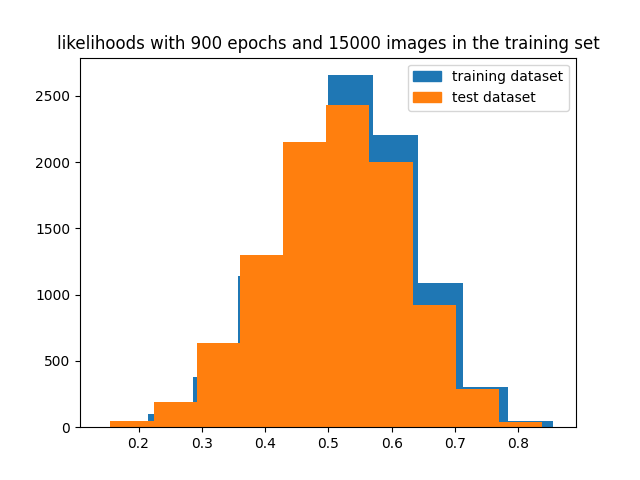 likelihoods with 900 epochs and 15000 images in the training set
training dataset
test dataset
2500
2000
1500
1000
500
0
0.2 0.3 0.4 0.5 0.6 0.7 0.8